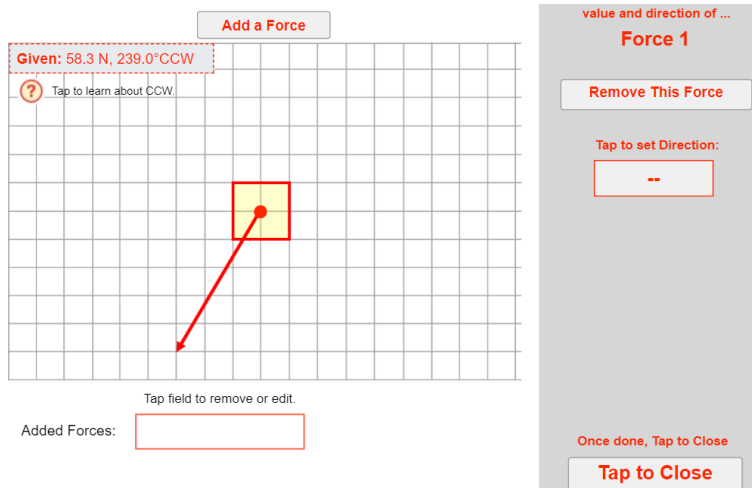 Add a Force
Given: 58.3 N, 239.0°CCW
? Tap to learn about CCW.
Tap field to remove or edit.
Added Forces:
value and direction of ...
Force 1
Remove This Force
Tap to set Direction:
--
Once done, Tap to Close
Tap to Close